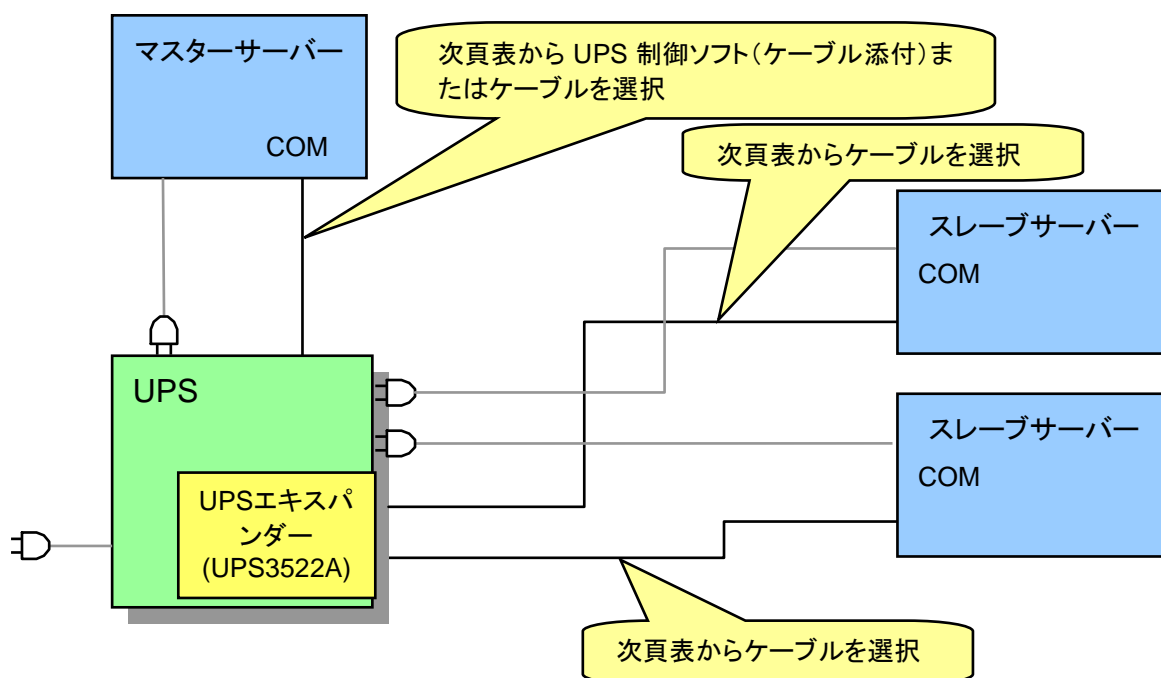 マスターサーバー
COM
次頁表から UPS 制御ソフト（ケーブル添付）ま
たはケーブルを選択
次頁表からケーブルを選択
スレーブサーバー
COM
UPS
UPSエキスパ
ンダー
(UPS3522A)
スレーブサーバー
COM
次頁表からケーブルを選択